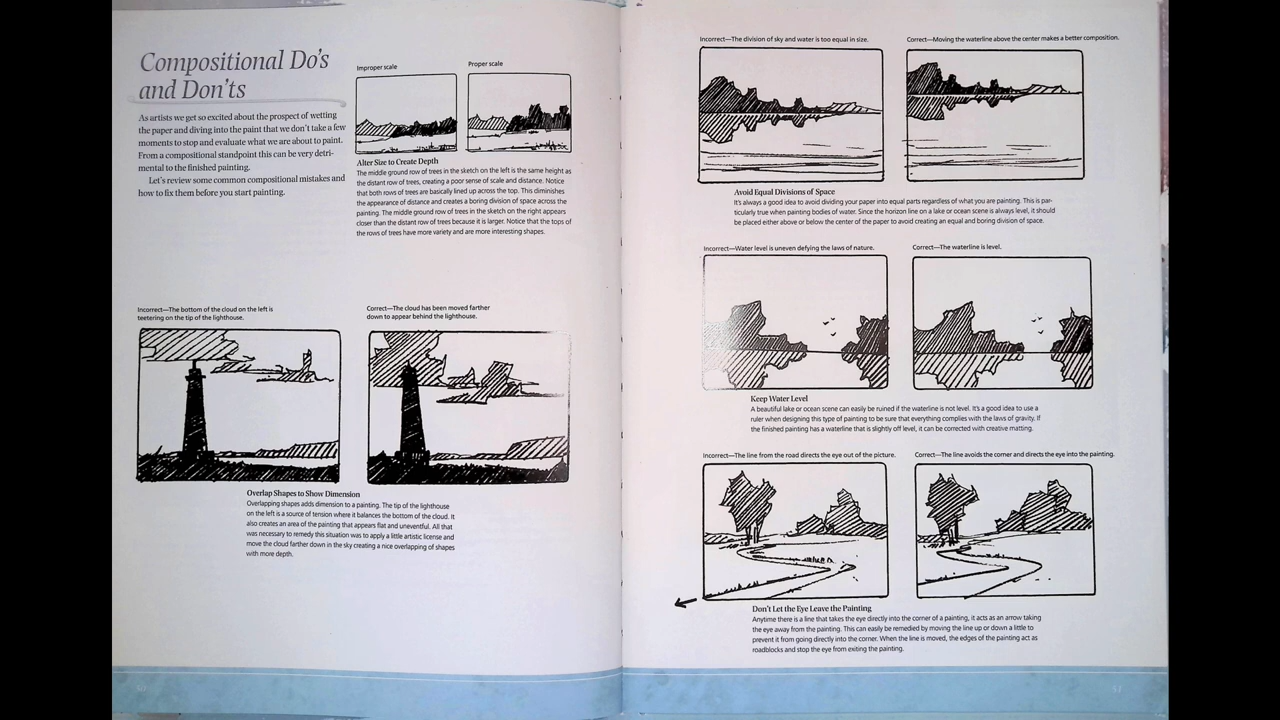 Compositional Do's
and Don'ts
As artists we get so excited about the prospect of wetting
the paper and diving into the paint that we don't take a few
moments to stop and evaluate what we are about to paint.
From a compositional standpoint this can be very detri-
mental to the finished painting.
Let's review some common compositional mistakes and
how to fix them before you start painting.
Improper scale
Proper scale
Alter Size to Create Depth
The middle ground row of trees in the sketch on the left is the same height as
the distant row of trees, creating a poor sense of scale and distance. Notice
that both rows of trees are basically lined up across the top. This diminishes
the appearance of distance and creates a boring division of space across the
painting. The middle ground row of trees in the sketch on the right appears
closer than the distant row of trees because it is larger. Notice that the tops of
the rows of trees have more variety and are more interesting shapes.
Incorrect—The bottom of the cloud on the left is
teetering on the tip of the lighthouse.
Correct—The cloud has been moved farther
down to appear behind the lighthouse.
Overlap Shapes to Show Dimension
Overlapping shapes adds dimension to a painting. The tip of the lighthouse
on the left is a source of tension where it balances the bottom of the cloud. It
also creates an area of the painting that appears flat and uneventful. All that
was necessary to remedy this situation was to apply a little artistic license and
move the cloud farther down in the sky creating a nice overlapping of shapes
with more depth.
50
Incorrect—The division of sky and water is too equal in size.
Correct—Moving the waterline above the center makes a better composition.
Avoid Equal Divisions of Space
It's always a good idea to avoid dividing your paper into equal parts regardless of what you are painting. This is par-
ticularly true when painting bodies of water. Since the horizon line on a lake or ocean scene is always level, it should
be placed either above or below the center of the paper to avoid creating an equal and boring division of space.
Incorrect—Water level is uneven defying the laws of nature.
Correct—The waterline is level.
Keep Water Level
A beautiful lake or ocean scene can easily be ruined if the waterline is not level. It's a good idea to use a
ruler when designing this type of painting to be sure that everything complies with the laws of gravity. If
the finished painting has a waterline that is slightly off level, it can be corrected with creative matting.
Incorrect—The line from the road directs the eye out of the picture.
Correct—The line avoids the corner and directs the eye into the painting.
Don't Let the Eye Leave the Painting
Anytime there is a line that takes the eye directly into the corner of a painting, it acts as an arrow taking
the eye away from the painting. This can easily be remedied by moving the line up or down a little to
prevent it from going directly into the corner. When the line is moved, the edges of the painting act as
roadblocks and stop the eye from exiting the painting.
51